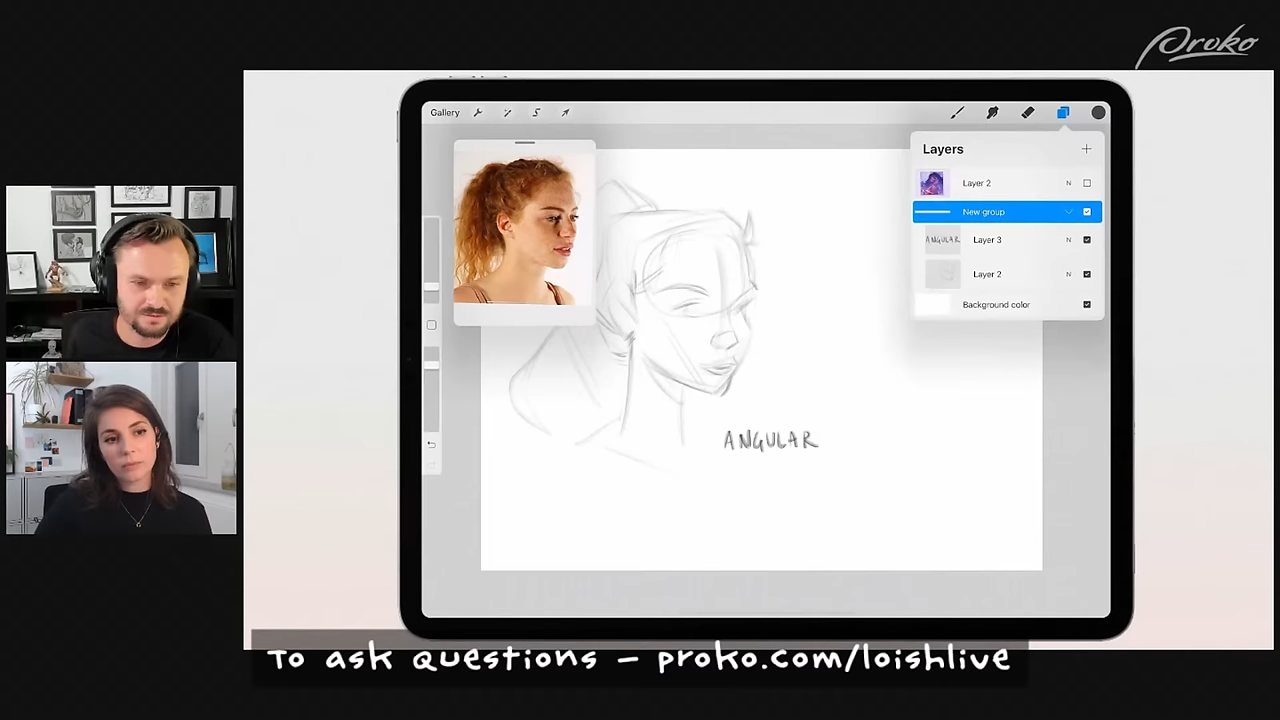 Proko
Gallery
Layers
Layer 2
N
New group
ANGULAR
Layer 3
N
Layer 2
N
Background color
ANGULAR
To ask questions – proko.com/loishlive